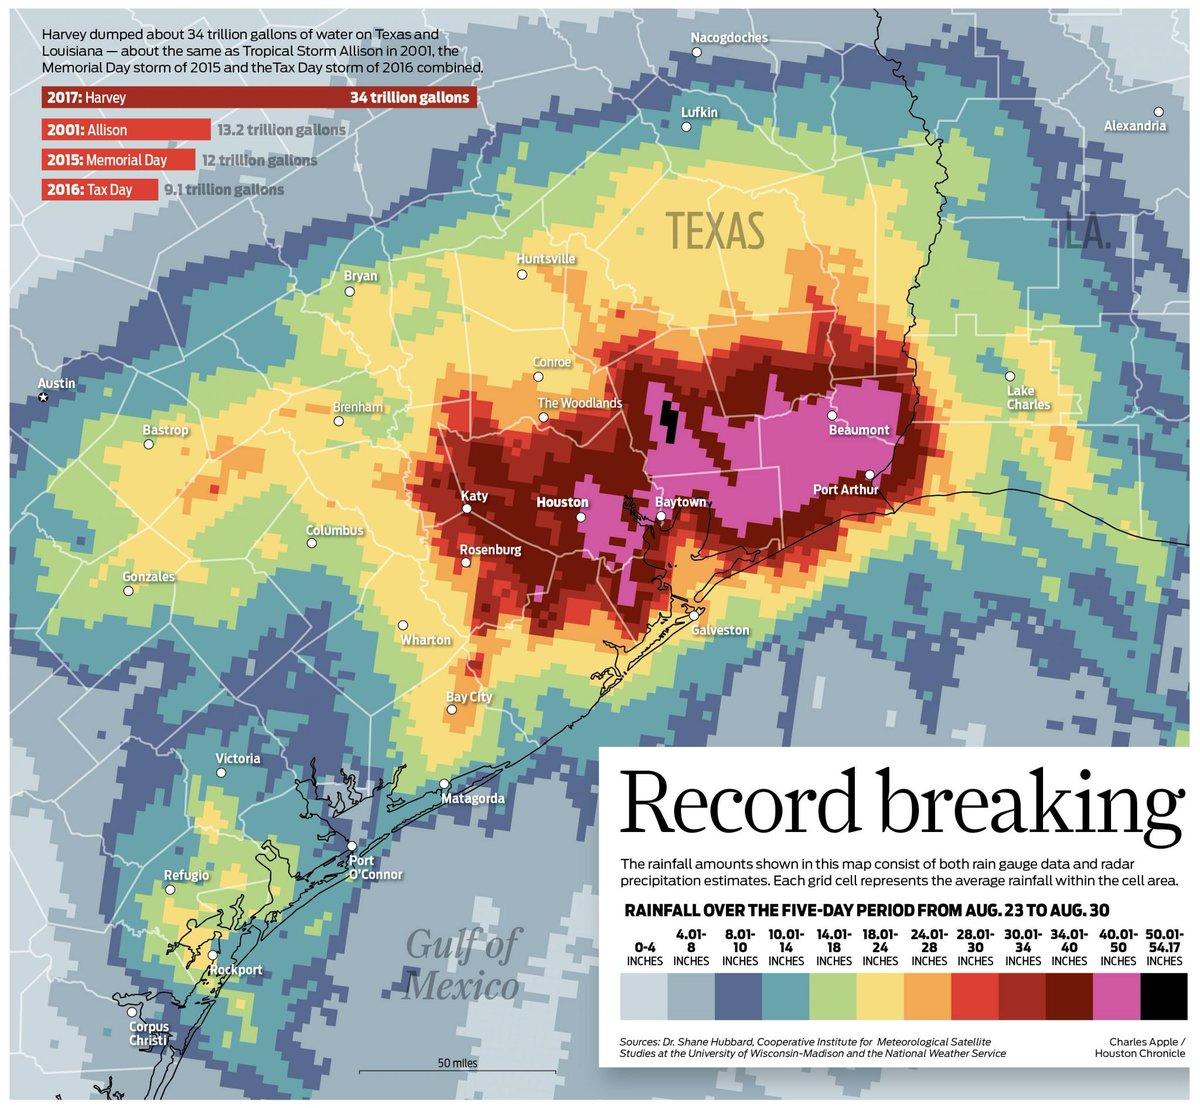 Harvey dumped about 34 trillion gallons of water on Texas and
Louisiana — about the same as Tropical Storm Allison in 2001, the
Memorial Day storm of 2015 and theTax Day storm of 2016 combined.
2017: Harvey 34 trillion gallons
2001: Allison 13.2 trillion gallons
2015: Memorial Day 12 trillion gallons
2016: Tax Day 9.1 trillion gallons
Nacogdoches
Lufkin
Alexandria
TEXAS
LA.
Huntsville
Bryan
Austin
Conroe
Brenham
The Woodlands
Lake
Charles
Bastrop
Beaumont
Katy
Houston
Baytown
Port Arthur
Columbus
Rosenburg
Gonzales
Wharton
Galveston
Bay City
Victoria
Matagorda
Port
O'Connor
Refugio
Gulf of
Mexico
Rockport
Corpus
Christi
50 miles
Record breaking
The rainfall amounts shown in this map consist of both rain gauge data and radar
precipitation estimates. Each grid cell represents the average rainfall within the cell area.
RAINFALL OVER THE FIVE-DAY PERIOD FROM AUG. 23 TO AUG. 30
0-4
INCHES
4.01-
8
INCHES
8.01-
10
INCHES
10.01-
14
INCHES
14.01-
18
INCHES
18.01-
24
INCHES
24.01-
28
INCHES
28.01-
30
INCHES
30.01-
34
INCHES
34.01-
40
INCHES
40.01-
50
INCHES
50.01-
54.17
INCHES
Sources: Dr. Shane Hubbard, Cooperative Institute for Meteorological Satellite
Studies at the University of Wisconsin-Madison and the National Weather Service
Charles Apple /
Houston Chronicle